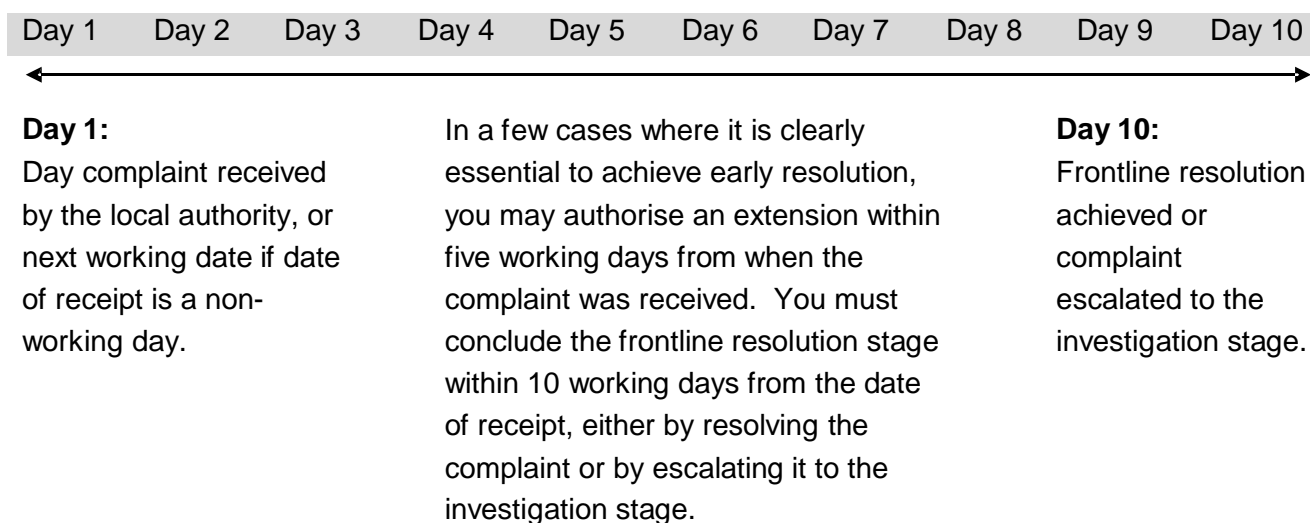 Day 1 Day 2 Day 3 Day 4 Day 5 Day 6 Day 7 Day 8 Day 9 Day 10
Day 1:
Day complaint received
by the local authority, or
next working date if date
of receipt is a non-
working day.
In a few cases where it is clearly
essential to achieve early resolution,
you may authorise an extension within
five working days from when the
complaint was received. You must
conclude the frontline resolution stage
within 10 working days from the date
of receipt, either by resolving the
complaint or by escalating it to the
investigation stage.
Day 10:
Frontline resolution
achieved or
complaint
escalated to the
investigation stage.